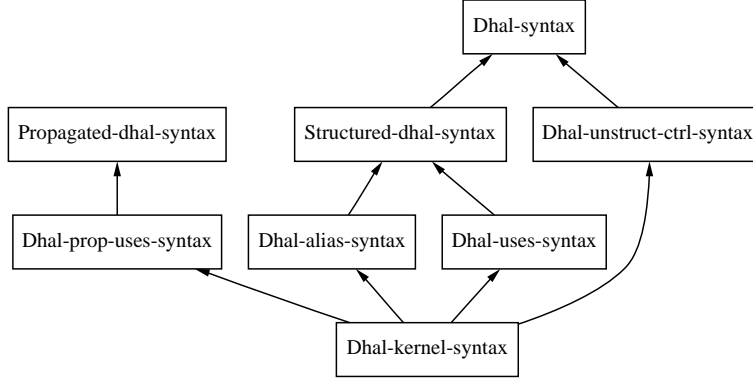 Dhal-syntax
Propagated-dhal-syntax
Structured-dhal-syntax
Dhal-unstruct-ctrl-syntax
Dhal-prop-uses-syntax
Dhal-alias-syntax
Dhal-uses-syntax
Dhal-kernel-syntax